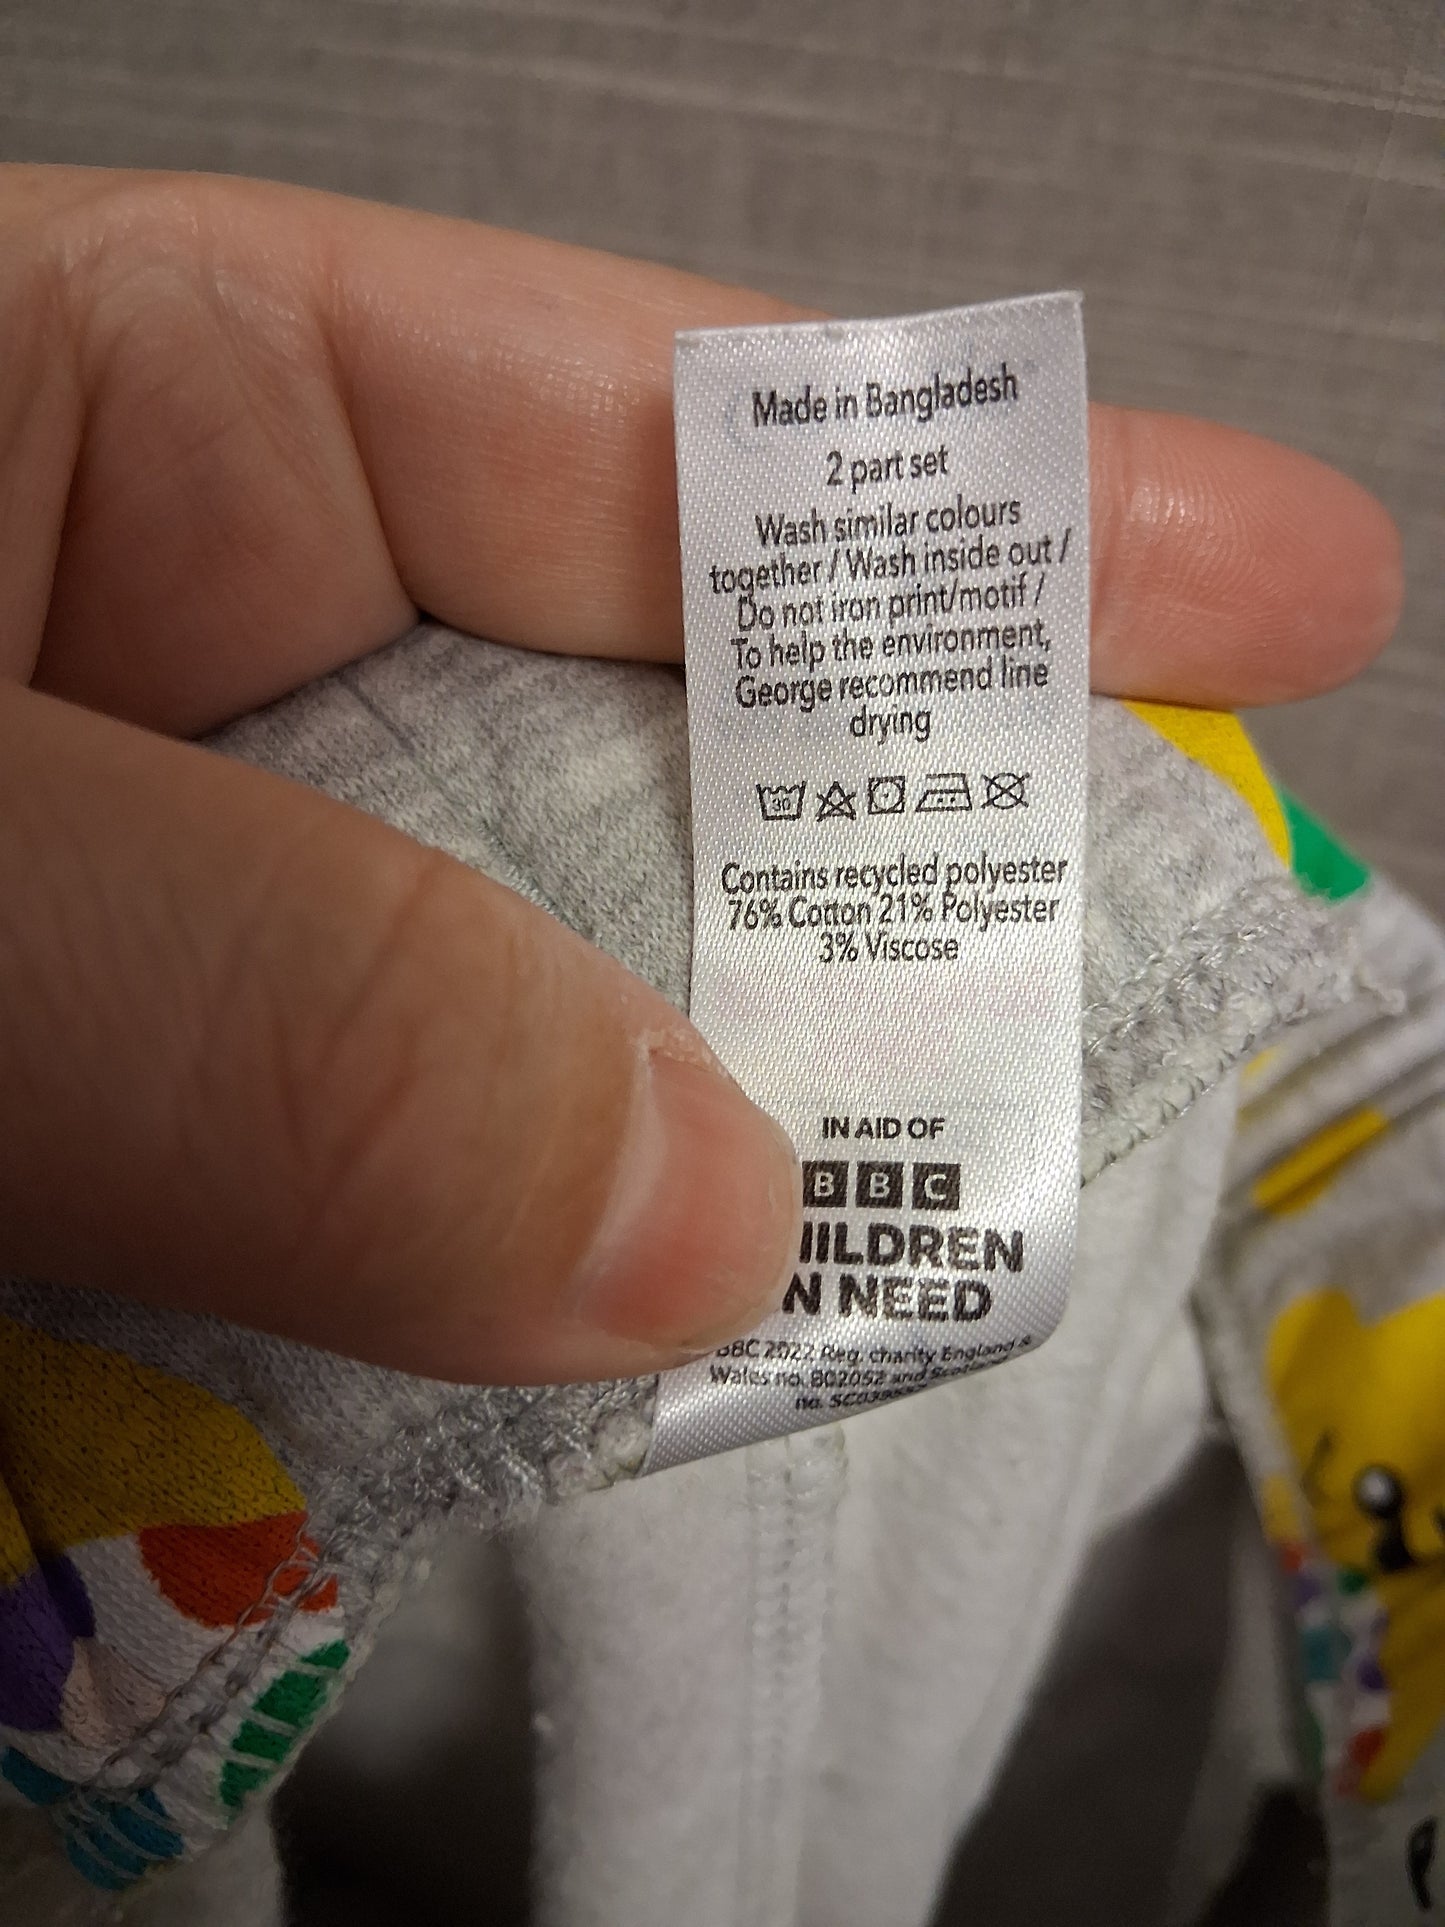 Made in Bangladesh
2 part set
Wash similar colours
together / Wash inside out /
Do not iron print/motif /
To help the environment,
George recommend line
drying
30
Contains recycled polyester
76% Cotton 21% Polyester
3% Viscose
IN AID OF
BBC
NEED
BBC 2022 Reg. charity England &
Wales no. 802052 and Scotland
no.